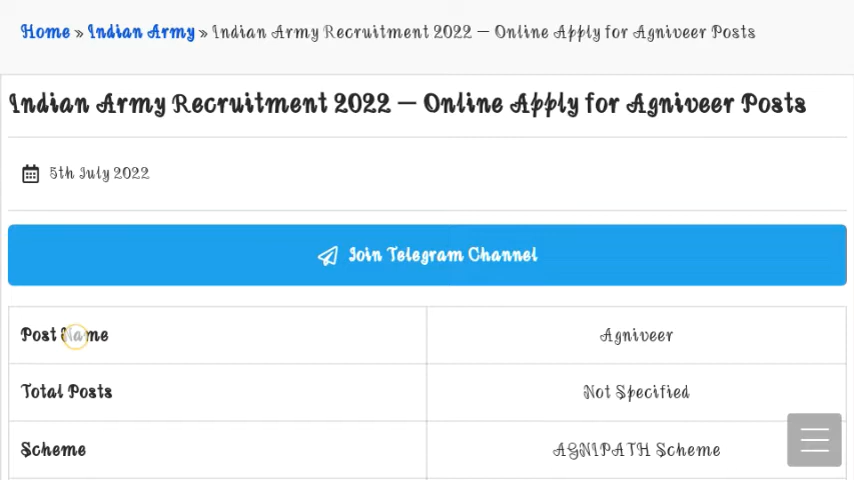 Home » Indian Army » Indian Army Recruitment 2022 – Online Apply for Agniveer Posts
Indian Army Recruitment 2022 – Online Apply for Agniveer Posts
5th July 2022
Join Telegram Channel
Post Name Agniveer
Total Posts Not Specified
Scheme AGNIPATH Scheme